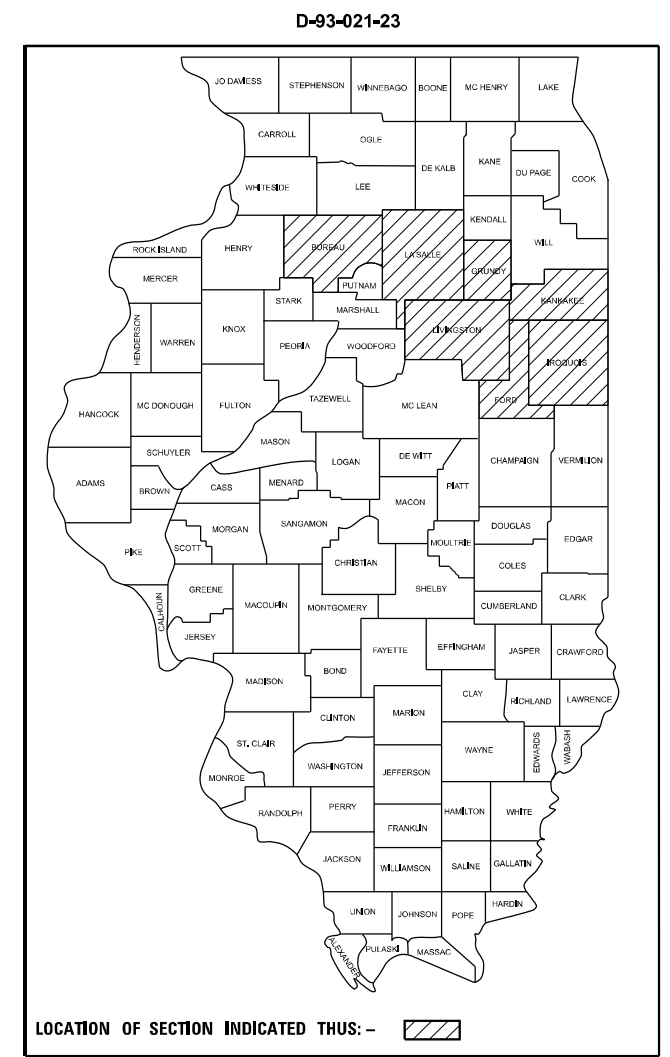 D-93-021-23
JO DAVIESS
STEPHENSON
WINNEBAGO
BOONE
MC HENRY
LAKE
CARROLL
OGLE
DE KALB
KANE
DU PAGE
COOK
WHITESIDE
LEE
KENDALL
WILL
ROCK ISLAND
HENRY
BUREAU
LA SALLE
GRUNDY
MERCER
PUTNAM
KANKAKEE
STARK
MARSHALL
HENDERSON
WARREN
KNOX
PEORIA
WOODFORD
LIVINGSTON
IROQUOIS
FORD
HANCOCK
MC DONOUGH
FULTON
TAZEWELL
MC LEAN
MASON
SCHUYLER
LOGAN
DE WITT
CHAMPAIGN
VERMILION
ADAMS
BROWN
CASS
MENARD
PIATT
MACON
MORGAN
SANGAMON
DOUGLAS
EDGAR
PIKE
SCOTT
CHRISTIAN
MOULTRIE
COLES
CALHOUN
GREENE
MACOUPIN
MONTGOMERY
SHELBY
CUMBERLAND
CLARK
JERSEY
FAYETTE
EFFINGHAM
JASPER
CRAWFORD
MADISON
BOND
CLAY
RICHLAND
LAWRENCE
CLINTON
MARION
ST. CLAIR
WAYNE
EDWARDS
WABASH
MONROE
WASHINGTON
JEFFERSON
RANDOLPH
PERRY
HAMILTON
WHITE
FRANKLIN
JACKSON
WILLIAMSON
SALINE
GALLATIN
UNION
JOHNSON
POPE
HARDIN
ALEXANDER
PULASKI
MASSAC
LOCATION OF SECTION INDICATED THUS: –